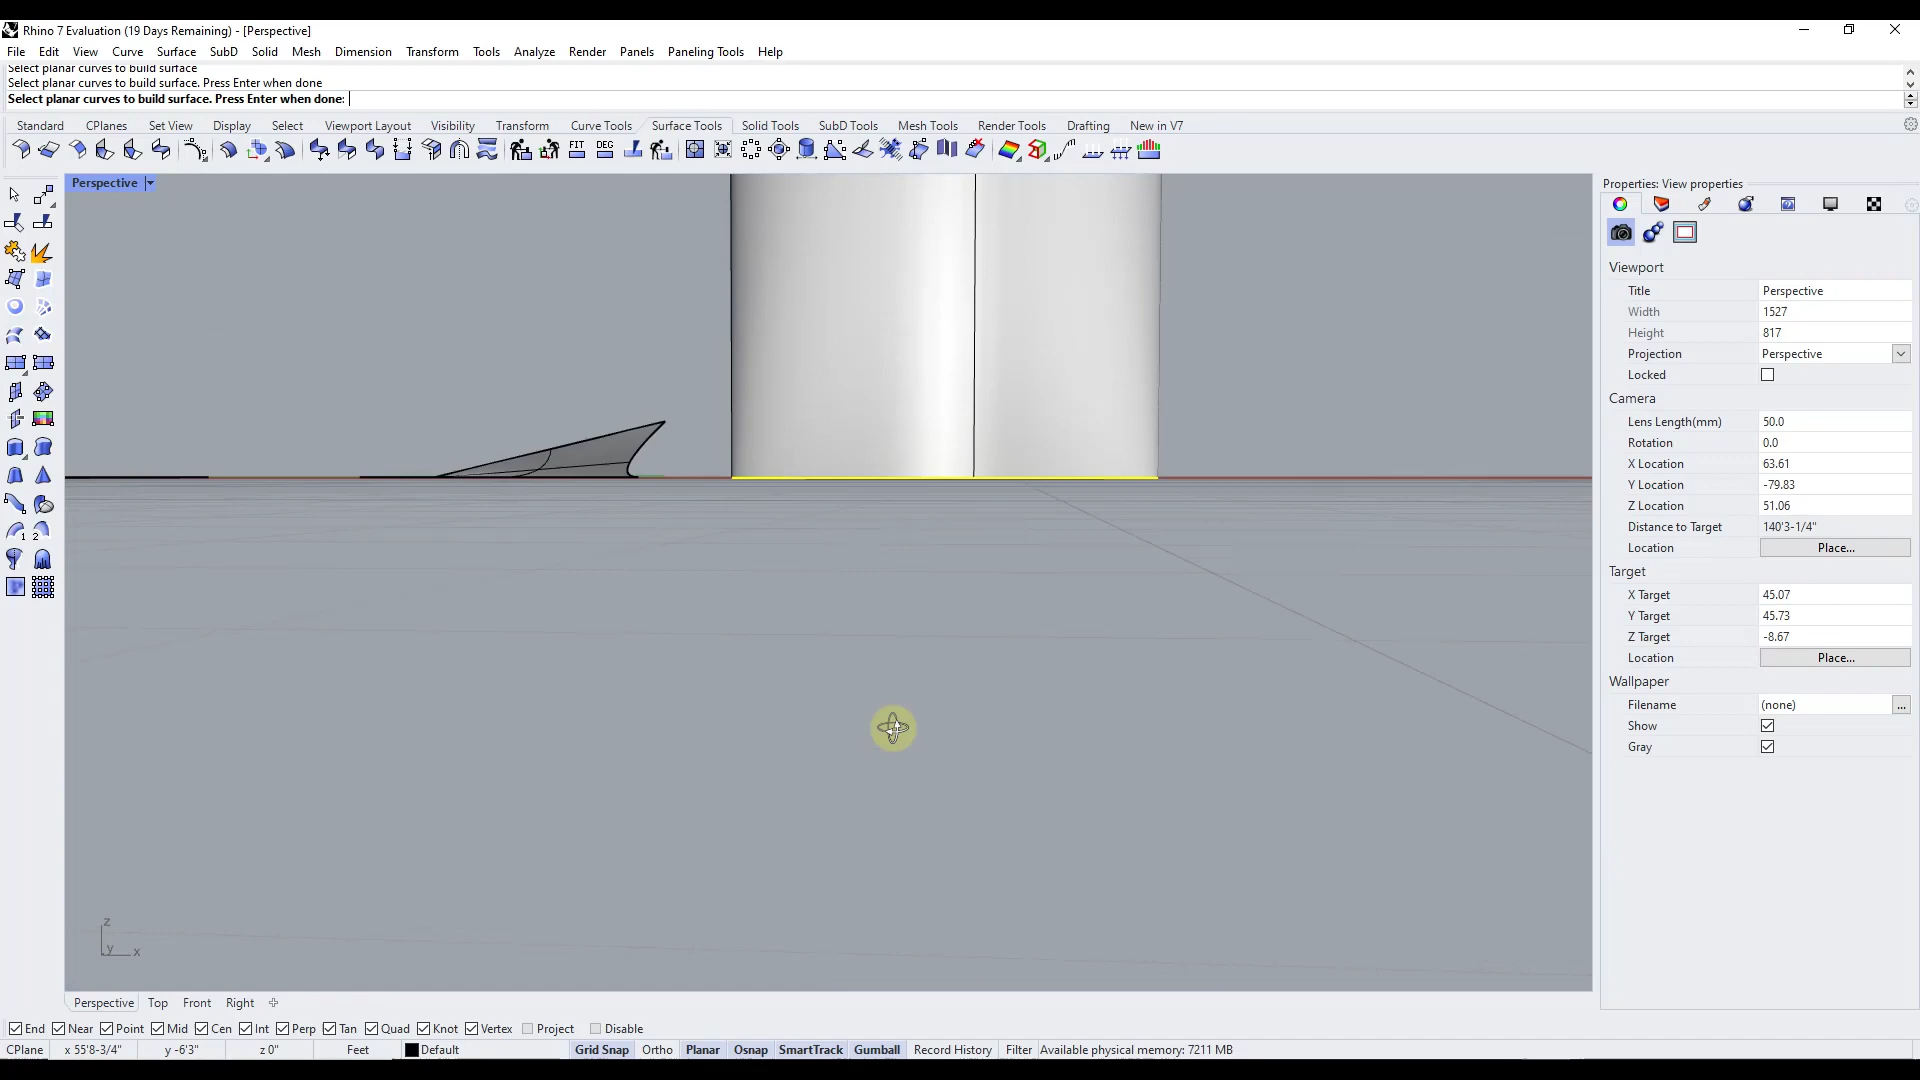 Rhino 7 Evaluation (19 Days Remaining) - [Perspective]
File Edit View Curve Surface SubD Solid Mesh Dimension Transform Tools Analyze Render Panels Paneling Tools Help
Select planar curves to build surface
Select planar curves to build surface. Press Enter when done
Select planar curves to build surface. Press Enter when done:
Standard CPlanes Set View Display Select Viewport Layout Visibility Transform Curve Tools Surface Tools Solid Tools SubD Tools Mesh Tools Render Tools Drafting New in V7
FIT DEG
Perspective
Properties: View properties
Viewport
Title Perspective
Width 1527
Height 817
Projection Perspective
Locked
Camera
Lens Length(mm) 50.0
Rotation 0.0
X Location 63.61
Y Location -79.83
Z Location 51.06
Distance to Target 140'3-1/4"
Location Place...
Target
X Target 45.07
Y Target 45.73
Z Target -8.67
Location Place...
Wallpaper
Filename (none) ...
Show
Gray
1 2
z
y x
Perspective Top Front Right
End Near Point Mid Cen Int Perp Tan Quad Knot Vertex Project Disable
CPlane x 55'8-3/4" y -6'3" z 0" Feet Default Grid Snap Ortho Planar Osnap SmartTrack Gumball Record History Filter Available physical memory: 7211 MB